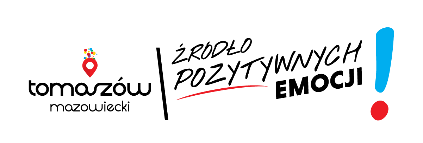 tomaszów
mazowiecki
ŹRÓDŁO
POZYTYWNYCH
EMOCJI!